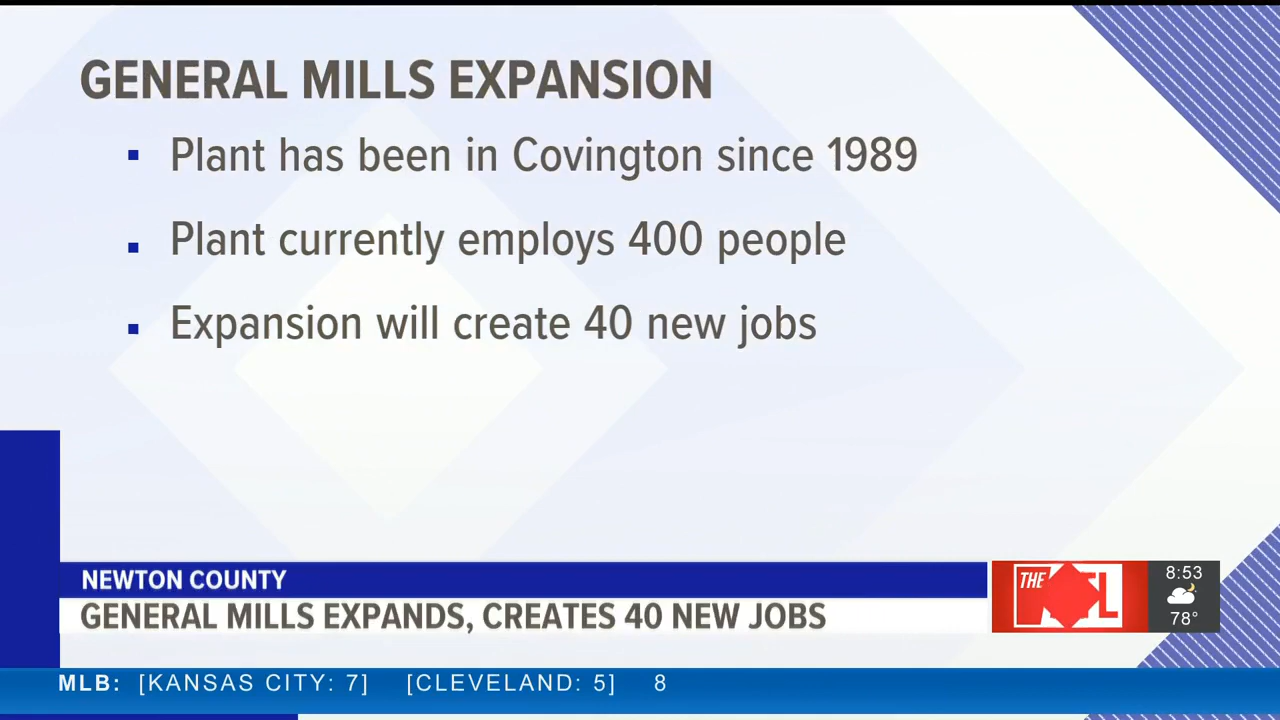 GENERAL MILLS EXPANSION
Plant has been in Covington since 1989
Plant currently employs 400 people
Expansion will create 40 new jobs
NEWTON COUNTY
GENERAL MILLS EXPANDS, CREATES 40 NEW JOBS
THE
8:53
78°
MLB: [KANSAS CITY: 7] [CLEVELAND: 5] 8